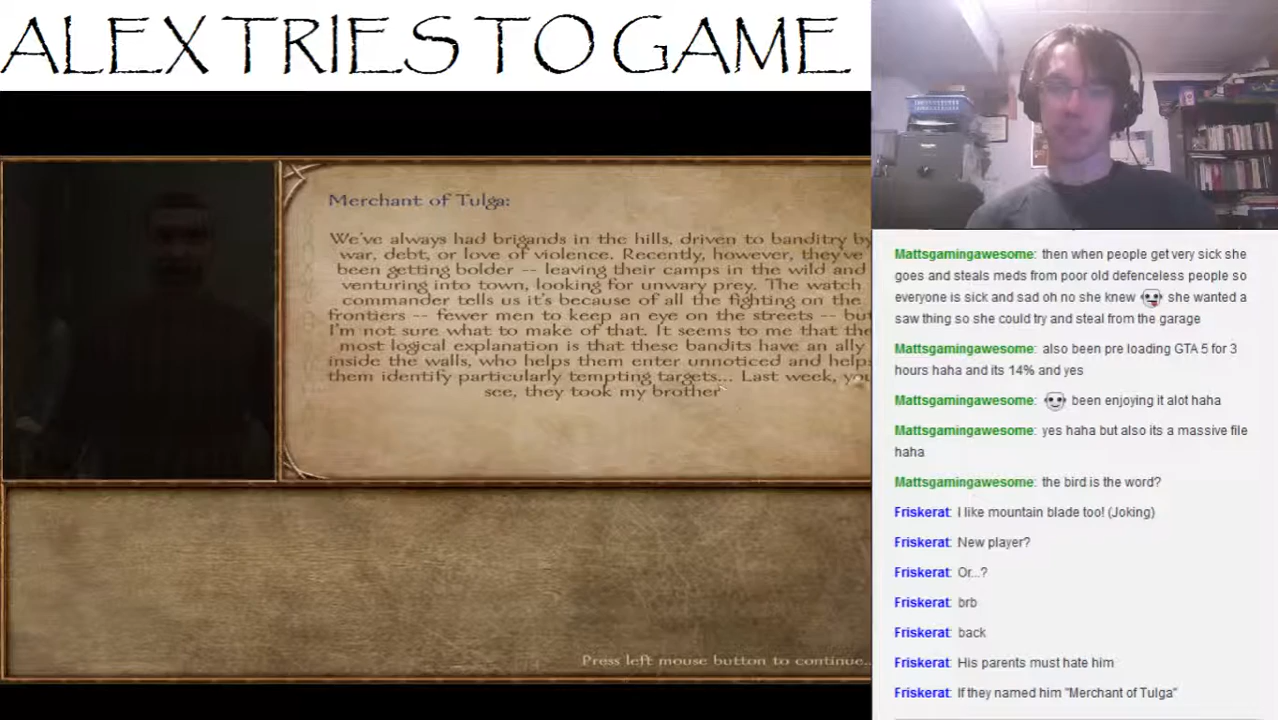 ALEX TRIES TO GAME
Merchant of Tulga:
We've always had brigands in the hills, driven to banditry by
war, debt, or love of violence. Recently, however, they've
been getting bolder -- leaving their camps in the wild and
venturing into town, looking for unwary prey. The watch
commander tells us it's because of all the fighting on the
frontiers -- fewer men to keep an eye on the streets -- but
I'm not sure what to make of that. It seems to me that the
most logical explanation is that these bandits have an ally
inside the walls, who helps them enter unnoticed and helps
them identify particularly tempting targets... Last week, you
see, they took my brother
Press left mouse button to continue..
Mattsgamingawesome: then when people get very sick she
goes and steals meds from poor old defenceless people so
everyone is sick and sad oh no she knew she wanted a
saw thing so she could try and steal from the garage
Mattsgamingawesome: also been pre loading GTA 5 for 3
hours haha and its 14% and yes
Mattsgamingawesome: been enjoying it alot haha
Mattsgamingawesome: yes haha but also its a massive file
haha
Mattsgamingawesome: the bird is the word?
Friskerat: I like mountain blade too! (Joking)
Friskerat: New player?
Friskerat: Or...?
Friskerat: brb
Friskerat: back
Friskerat: His parents must hate him
Friskerat: If they named him "Merchant of Tulga"